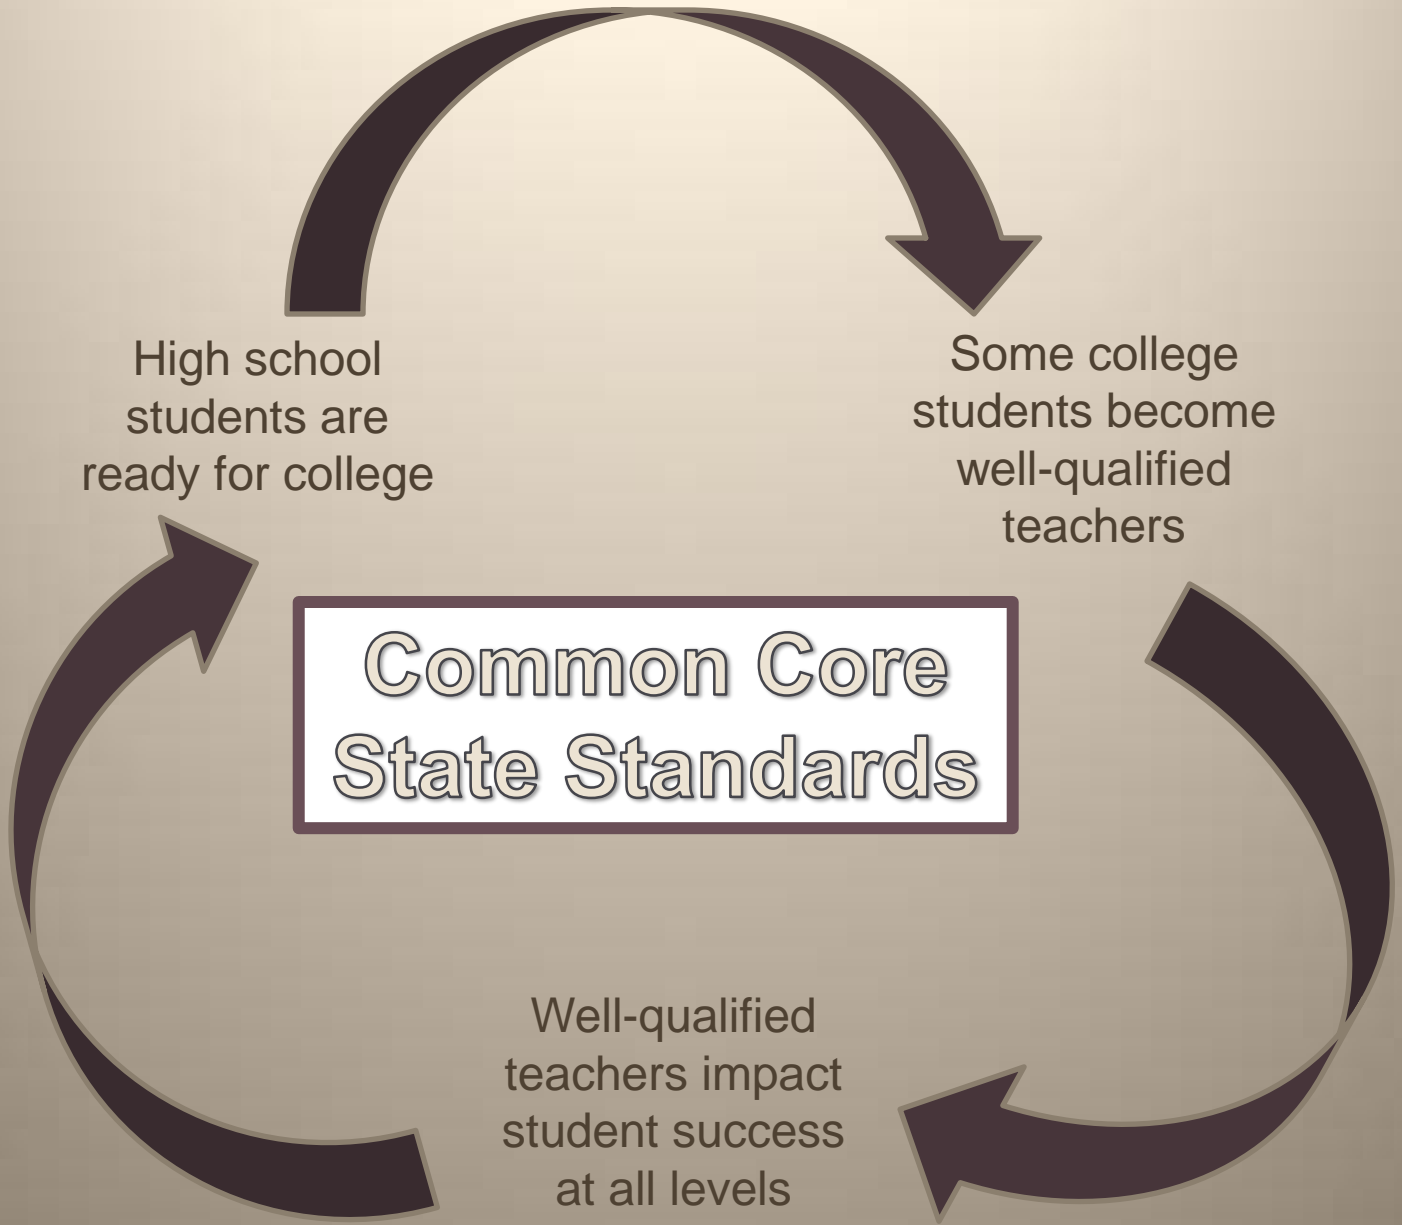 High school
students are
ready for college
Some college
students become
well-qualified
teachers
Common Core
State Standards
Well-qualified
teachers impact
student success
at all levels